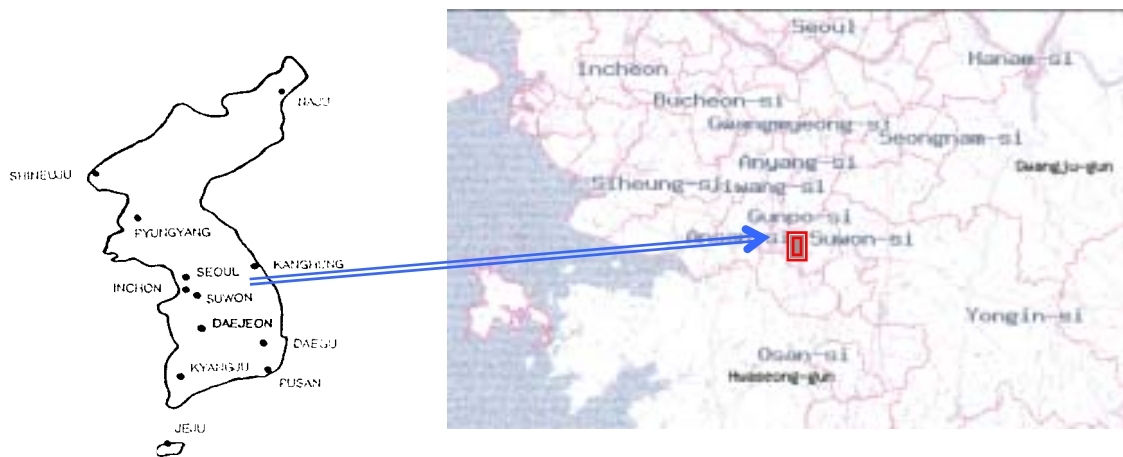 NAJU
SHINEUJU
PYUNGYANG
KANGHUNG
SEOUL
INCHON
SUWON
DAEJEON
DAEGU
KYANGJU
PUSAN
JEJU
Seoul
Hanam-si
Incheon
Bucheon-si
Gwangmyeong-si
Seongnam-si
Anyang-si
Gwangju-gun
Siheung-si
Gunpo-si
Suwon-si
Yongin-si
Osan-si
Hwaseong-gun